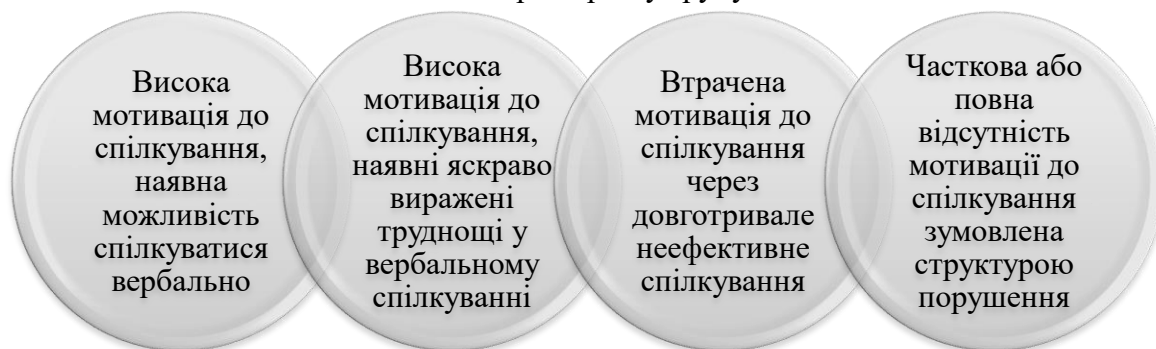 Висока
мотивація до
спілкування,
наявна
можливість
спілкуватися
вербально
Висока
мотивація до
спілкування,
наявні яскраво
виражені
труднощі у
вербальному
спілкуванні
Втрачена
мотивація до
спілкування
через
довготривале
неефективне
спілкування
Часткова або
повна
відсутність
мотивації до
спілкування
зумовлена
структурою
порушення